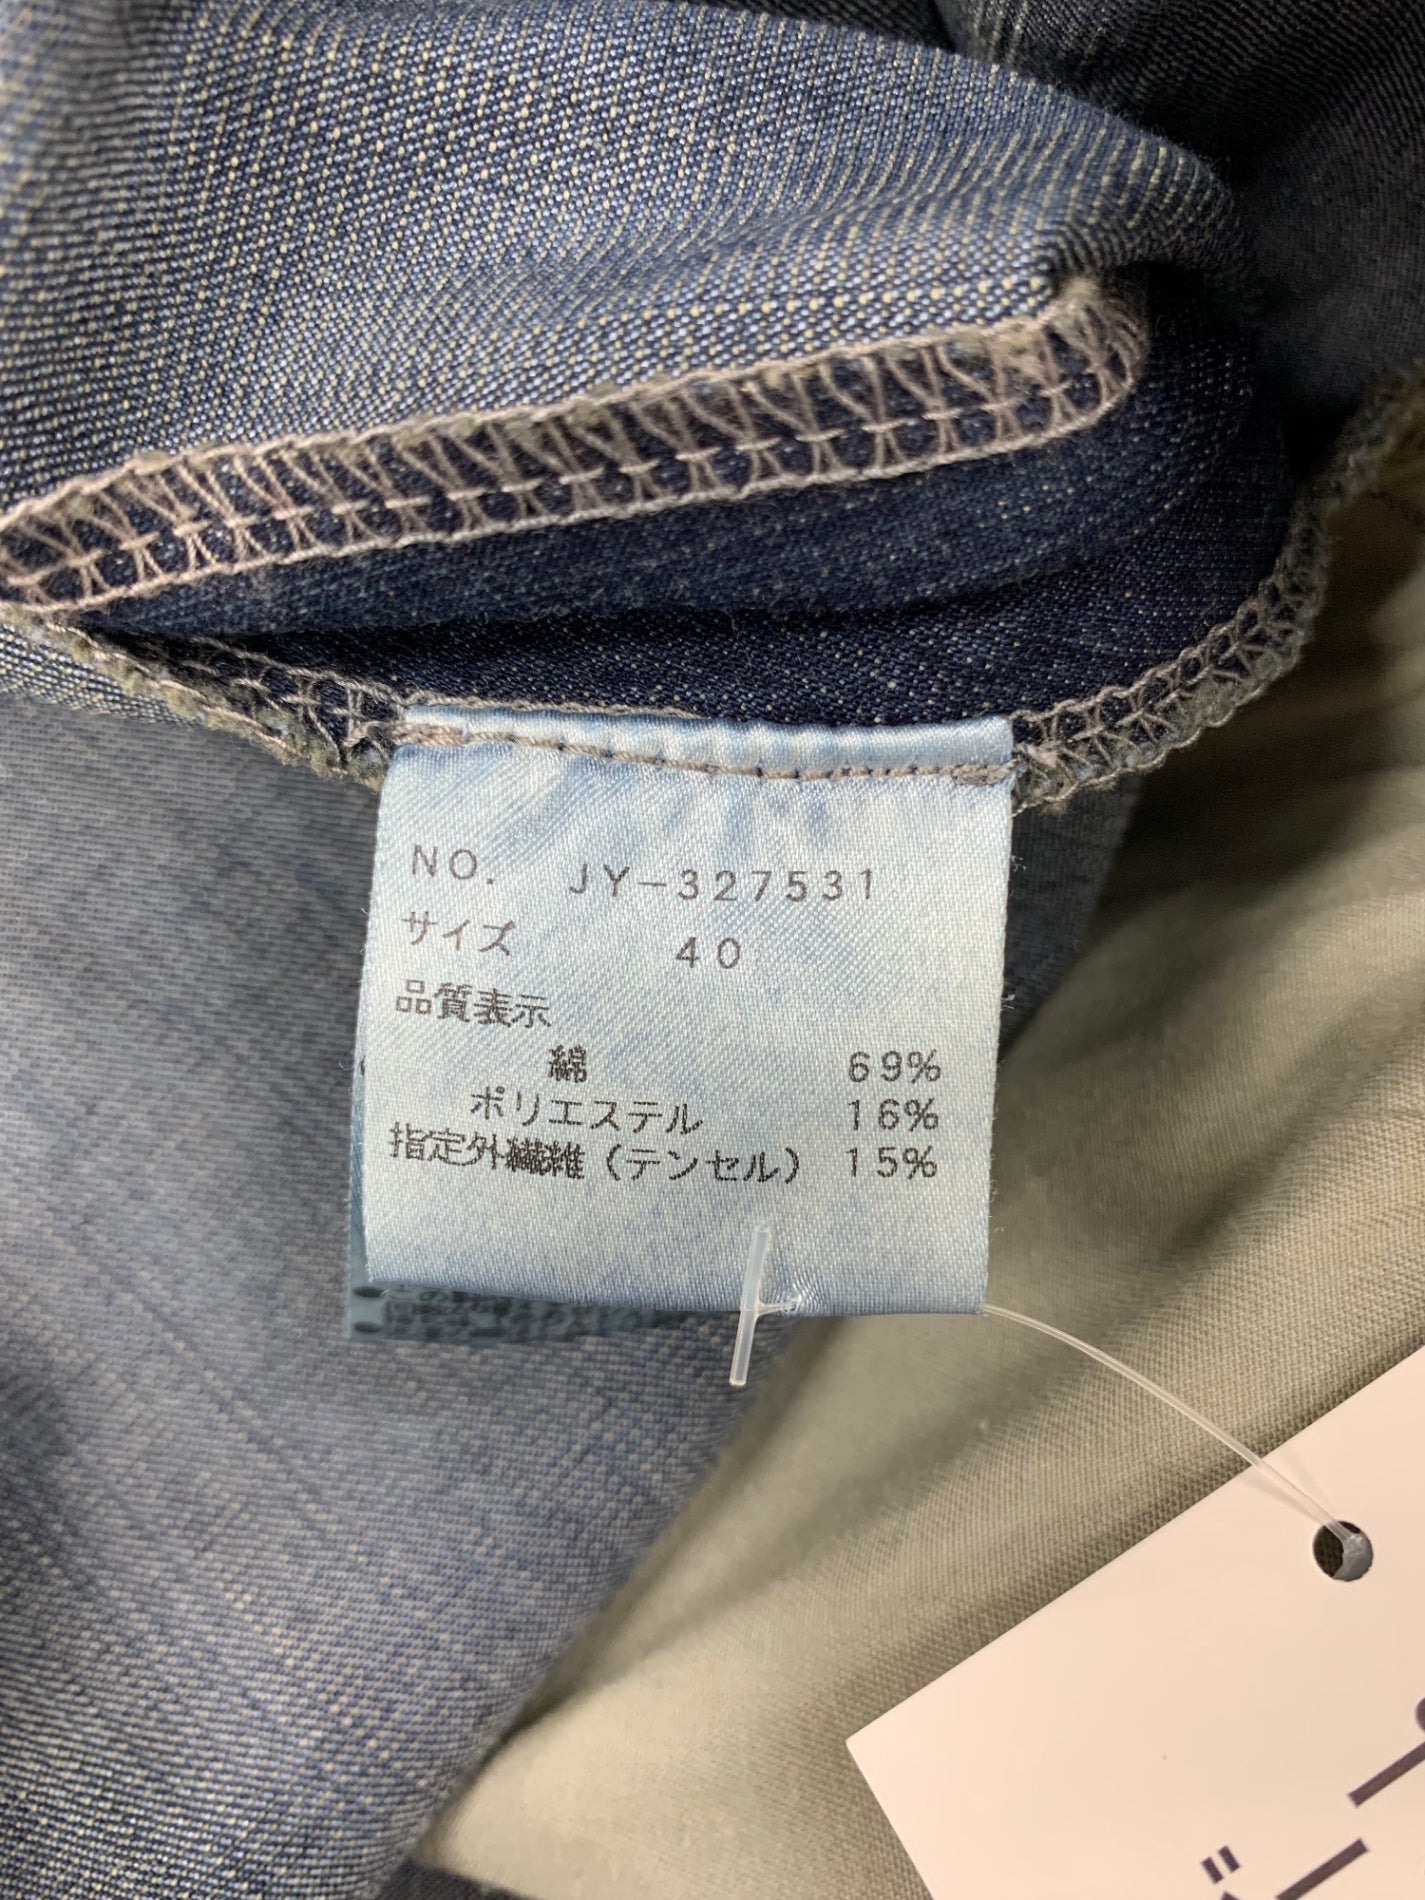 NO. JY-327531
サイズ 40
品質表示
綿 69%
ポリエステル 16%
指定外繊維(テンセル) 15%